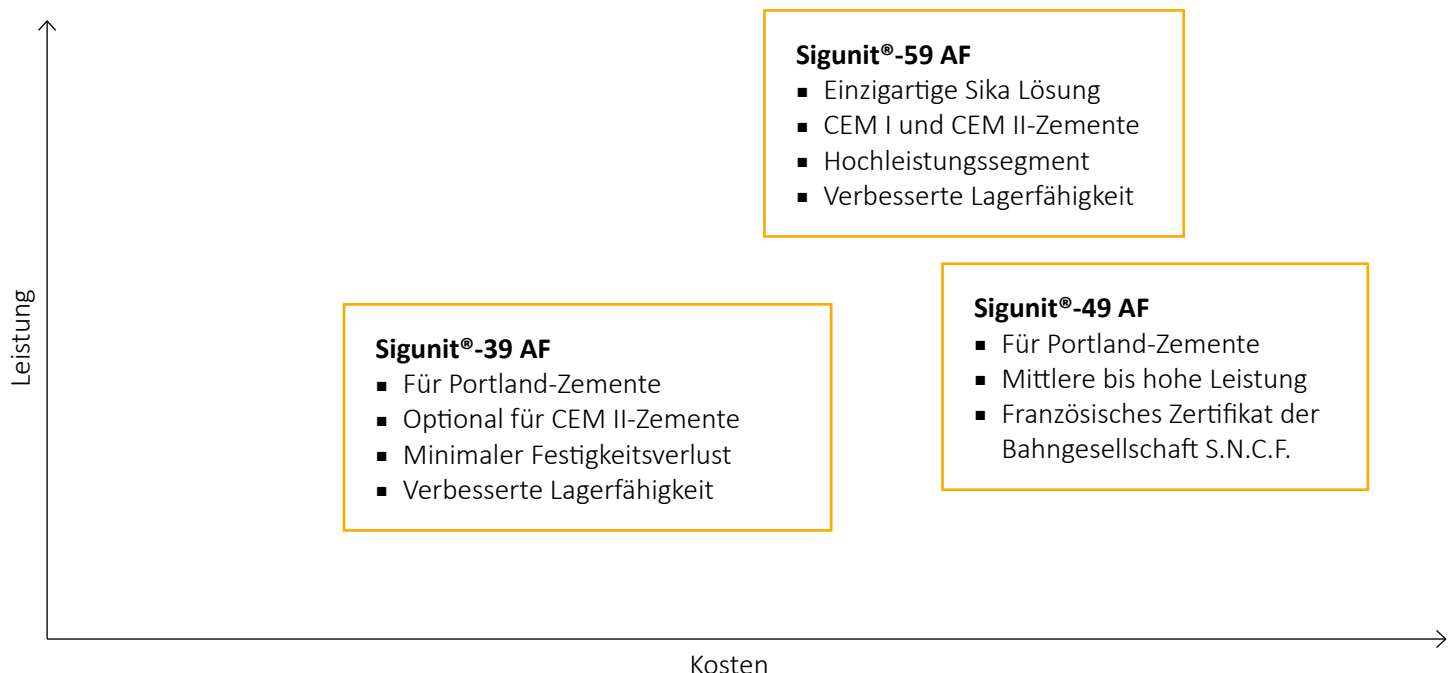 Leistung
Sigunit®-59 AF
▪ Einzigartige Sika Lösung
▪ CEM I und CEM II-Zemente
▪ Hochleistungssegment
▪ Verbesserte Lagerfähigkeit
Sigunit®-39 AF
▪ Für Portland-Zemente
▪ Optional für CEM II-Zemente
▪ Minimaler Festigkeitsverlust
▪ Verbesserte Lagerfähigkeit
Sigunit®-49 AF
▪ Für Portland-Zemente
▪ Mittlere bis hohe Leistung
▪ Französisches Zertifikat der
Bahngesellschaft S.N.C.F.
Kosten